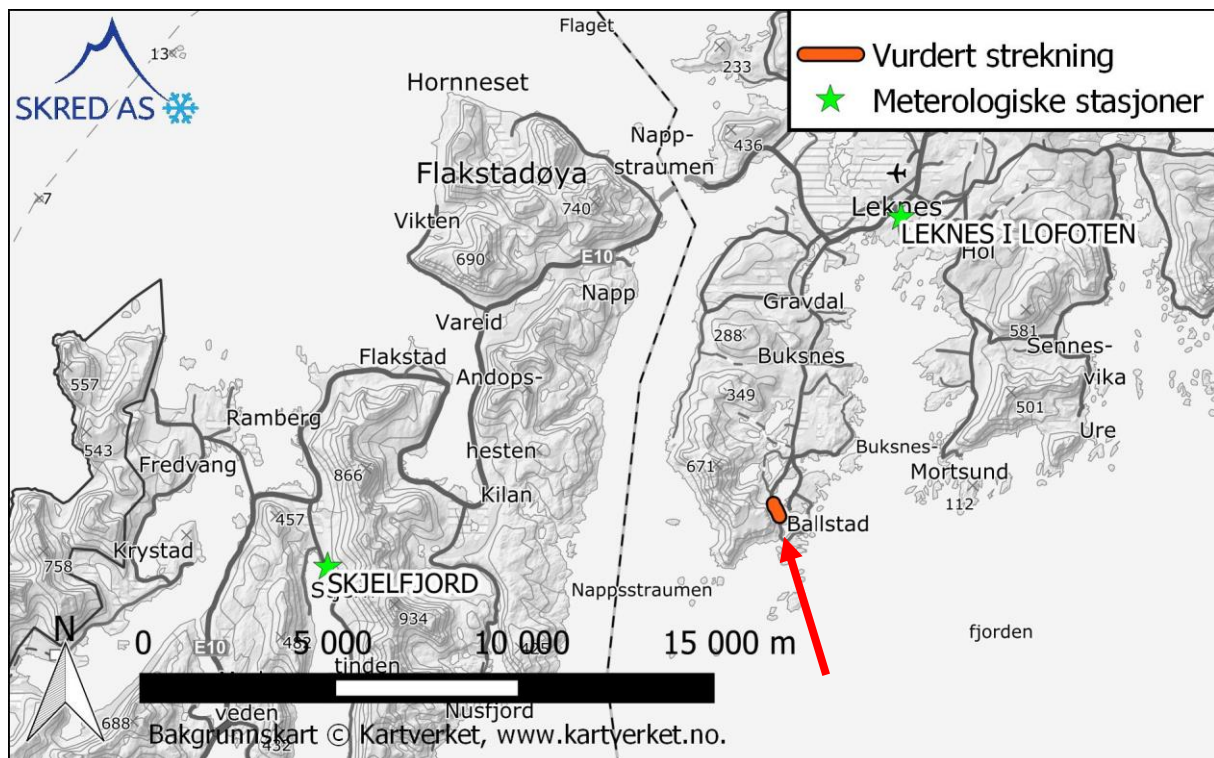 SKRED AS
13
7
Flaget
Vurdert strekning
Meterologiske stasjoner
233
436
Hornneset
Napp-
straumen
Flakstadøya
740
Vikten
690
E10
Napp
Vareid
Leknes
LEKNES I LOFOTEN
Hol
Gravdal
288
Buksnes
581
Sennes-
vika
Flakstad
Andops-
hesten
349
501
Ure
557
543
Ramberg
Fredvang
866
671
Buksnes-
Mortsund
112
Kilan
457
Krystad
758
Ballstad
SKJELFJORD
934
Nappsstraumen
fjorden
N
E10
tinden
0
5 000
10 000
15 000 m
veden
688
432
Nusfjord
Bakgrunnskart © Kartverket, www.kartverket.no.